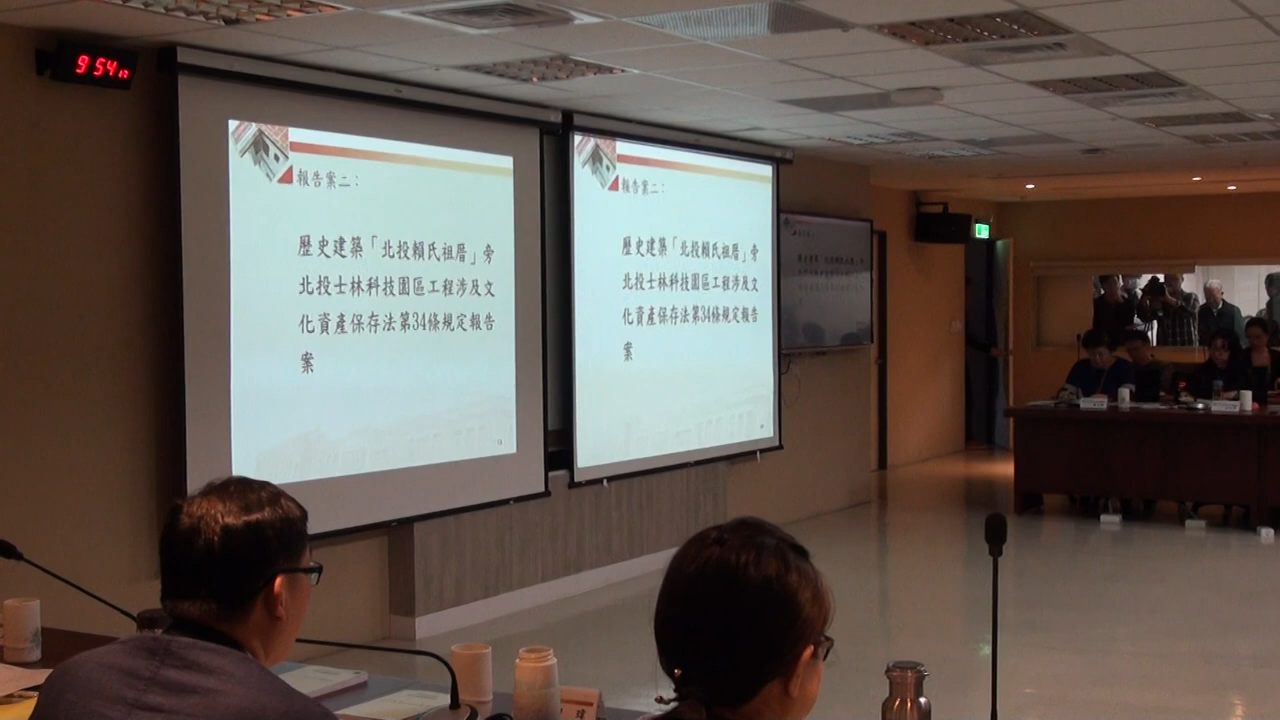 9 54
報告案二：
歷史建築「北投賴氏祖厝」旁
北投士林科技園區工程涉及文
化資產保存法第34條規定報告
案
報告案二：
歷史建築「北投賴氏祖厝」旁
北投士林科技園區工程涉及文
化資產保存法第34條規定報告
案
瑋